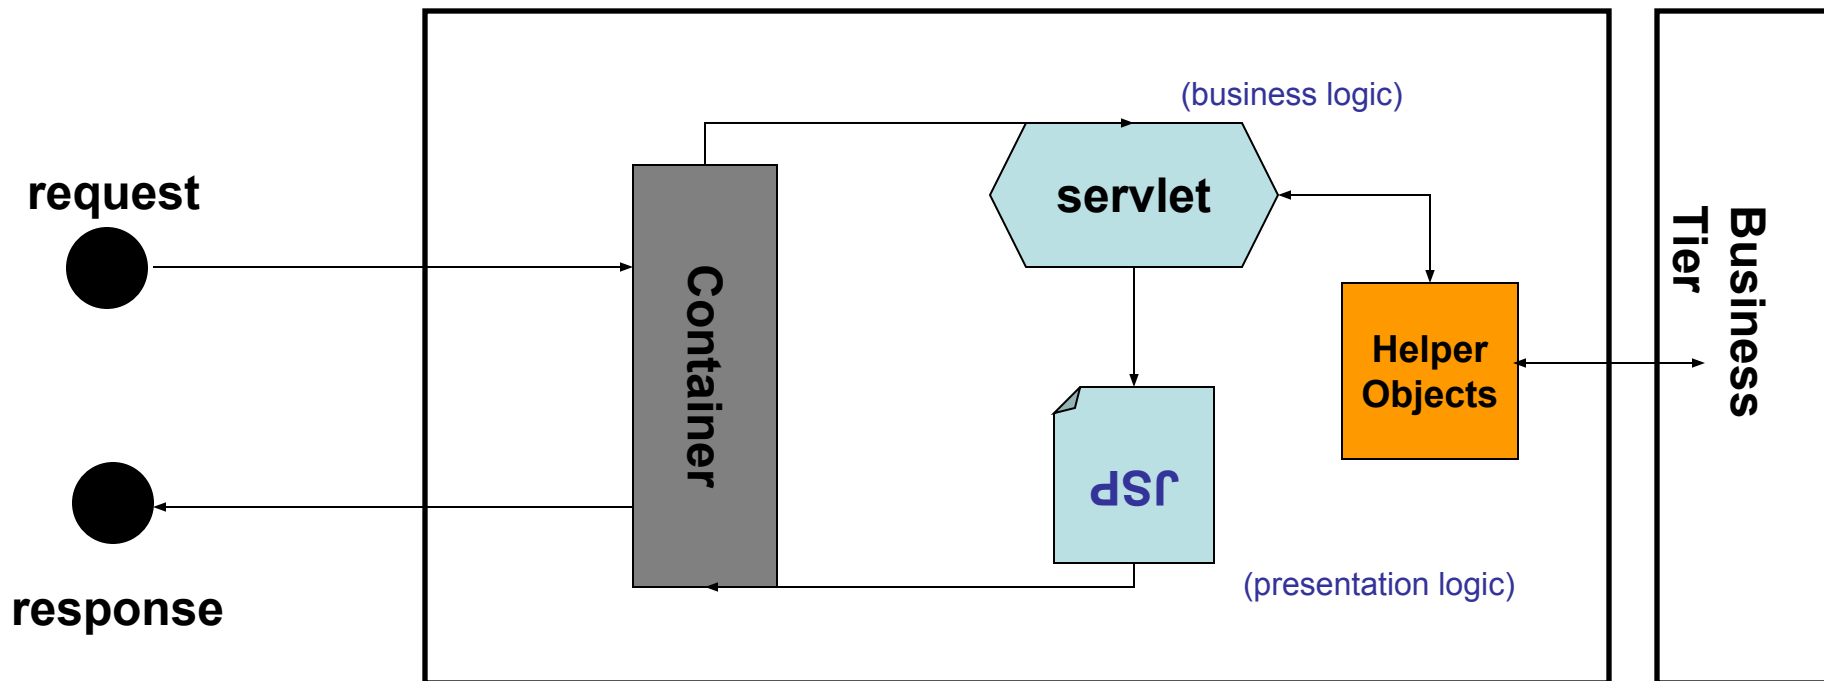 (business logic)
request
servlet
Container
Helper
Objects
Business
Tier
JSP
(presentation logic)
response